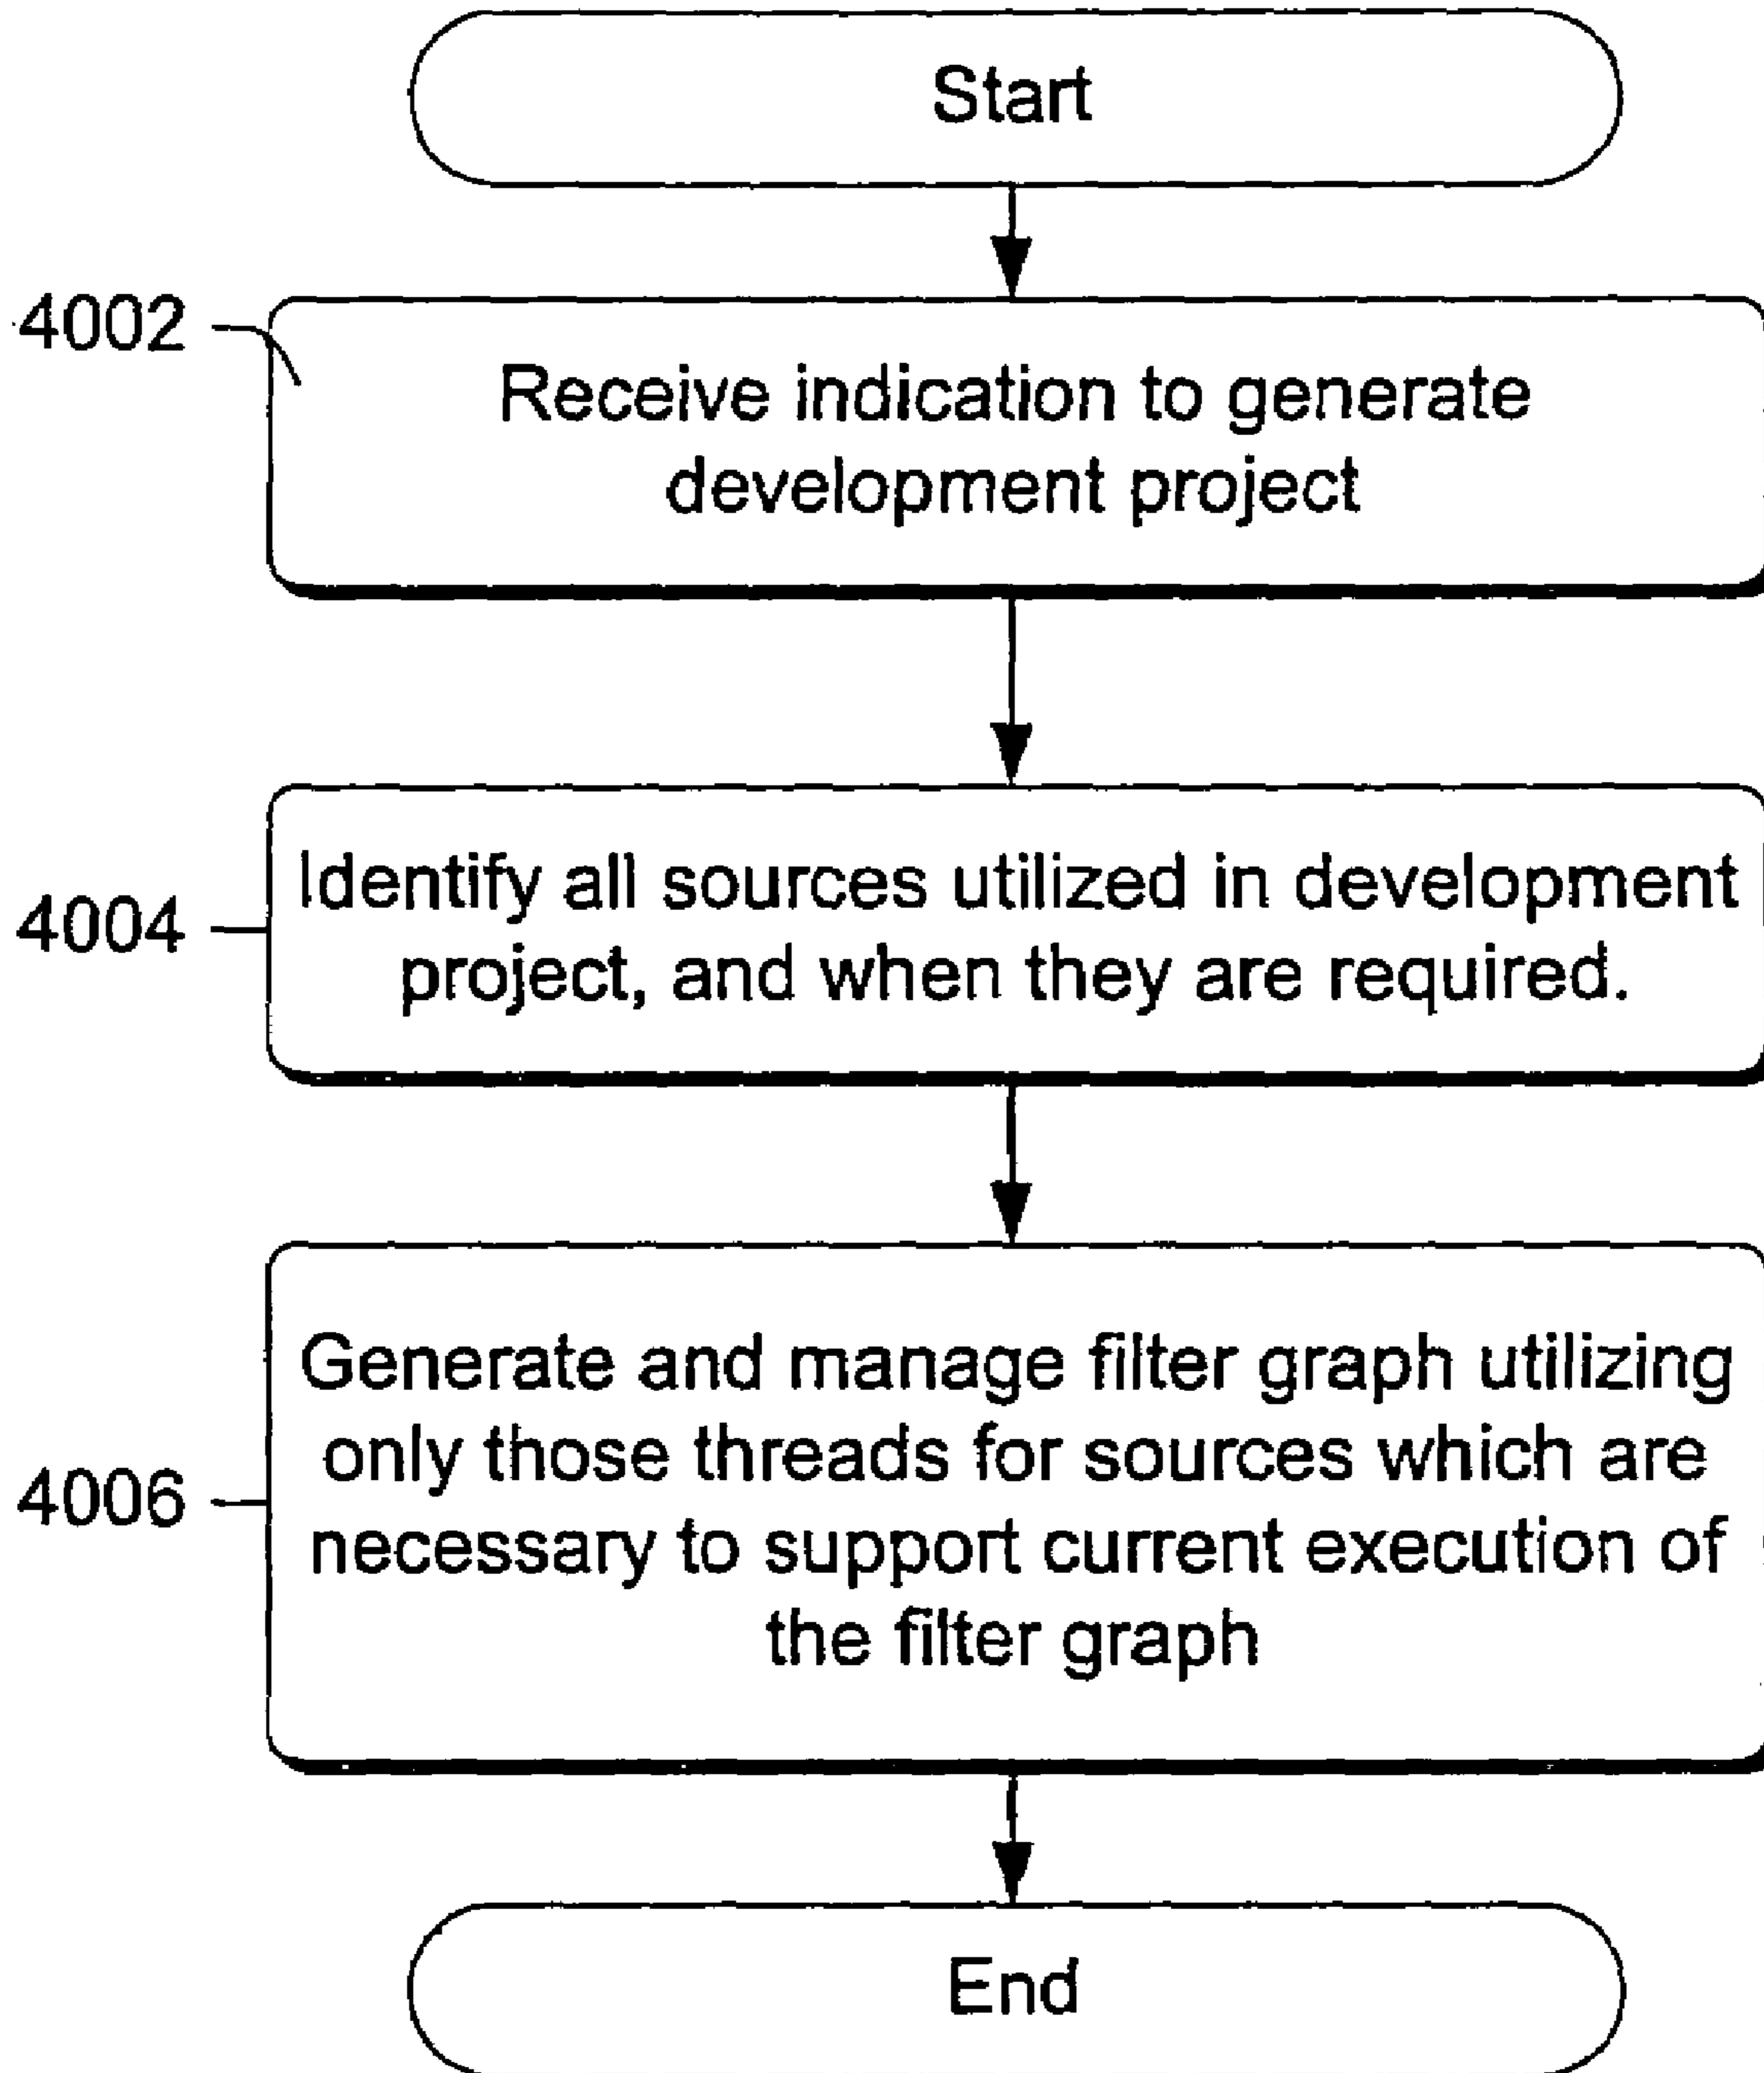 Start
4002
Receive indication to generate
development project
4004
Identify all sources utilized in development
project, and when they are required.
4006
Generate and manage filter graph utilizing
only those threads for sources which are
necessary to support current execution of
the filter graph
End